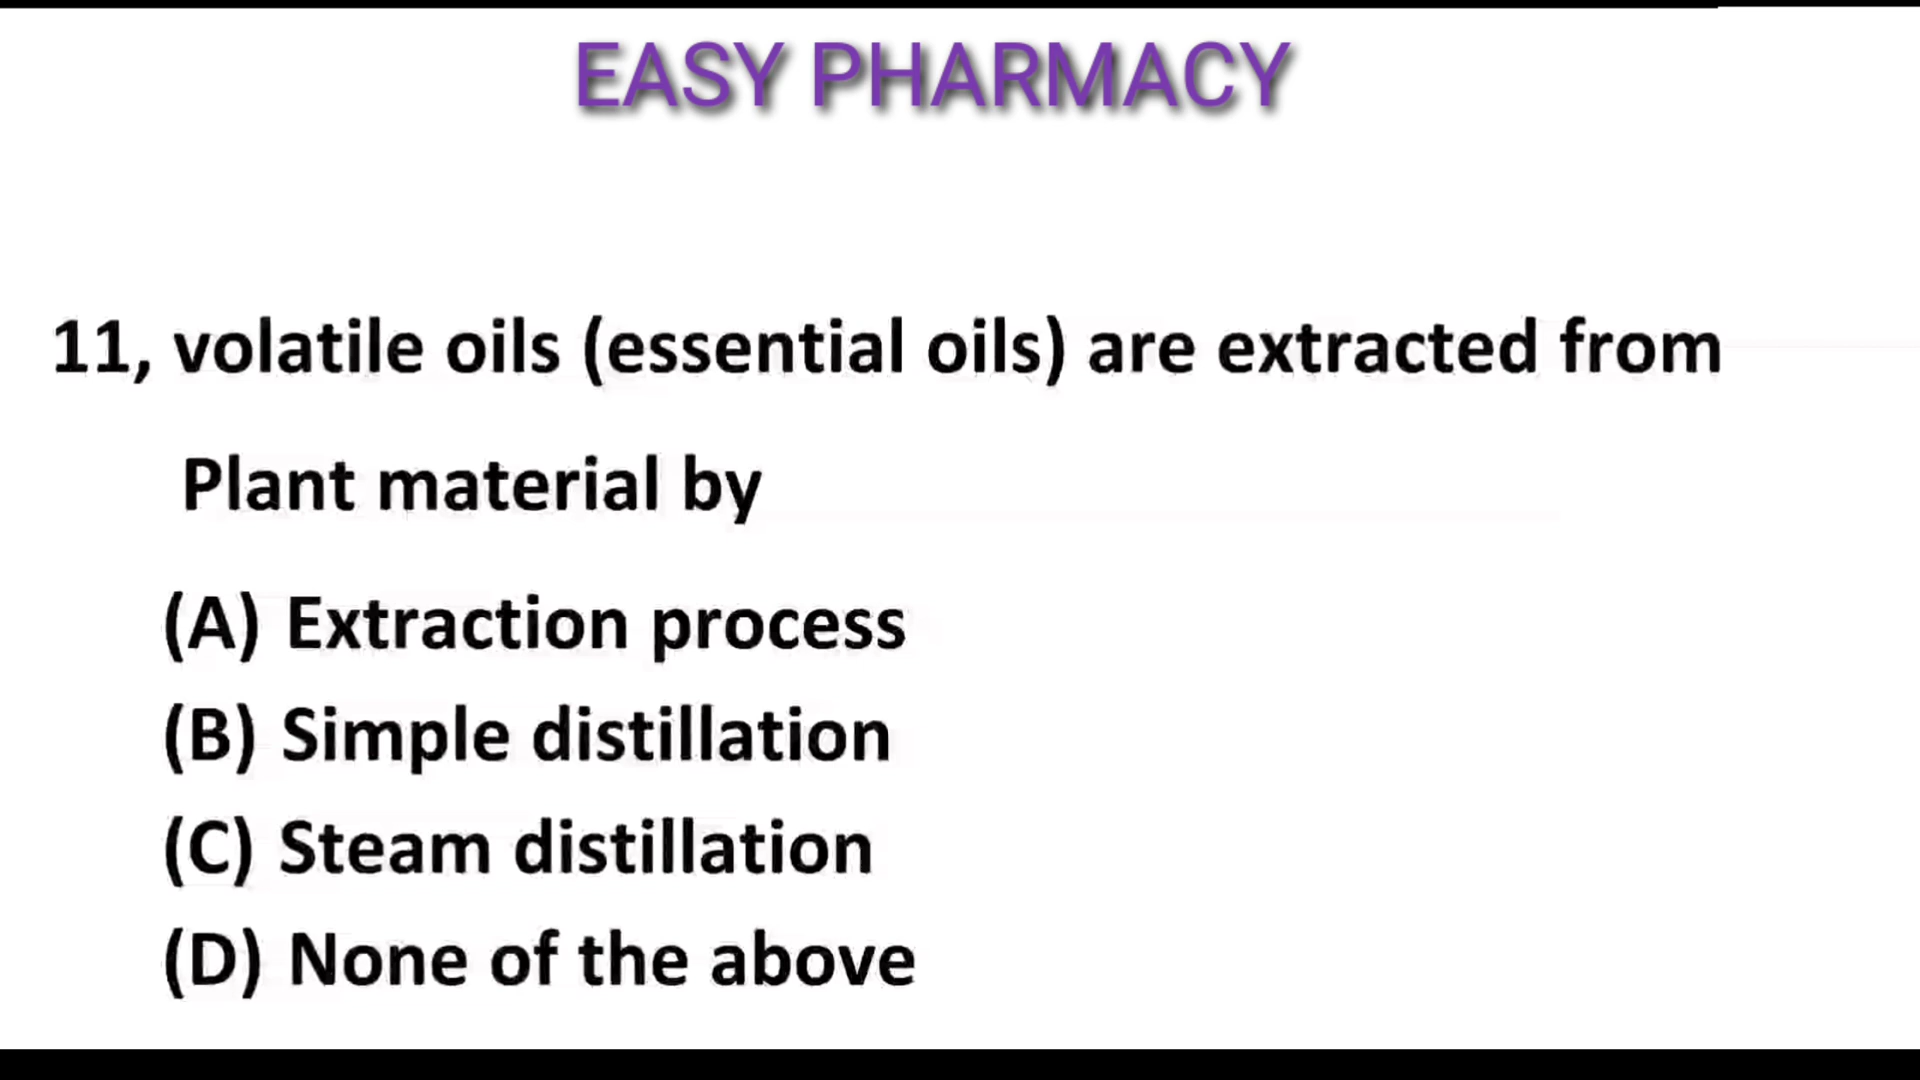 EASY PHARMACY
11, volatile oils (essential oils) are extracted from
Plant material by
(A) Extraction process
(B) Simple distillation
(C) Steam distillation
(D) None of the above